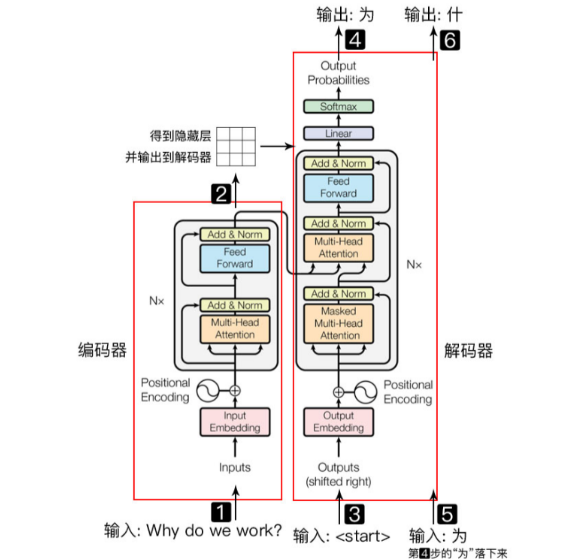 输出: 为
输出: 什
4
6
Output
Probabilities
Softmax
Linear
得到隐藏层
并输出到解码器
2
Add & Norm
Feed
Forward
Add & Norm
Multi-Head
Attention
Add & Norm
Masked
Multi-Head
Attention
N×
Add & Norm
Feed
Forward
Add & Norm
Multi-Head
Attention
N×
编码器
解码器
Positional
Encoding
Positional
Encoding
Input
Embedding
Output
Embedding
Inputs
Outputs
(shifted right)
1
3
5
输入: Why do we work?
输入: <start>
输入: 为
第4步的“为”落下来